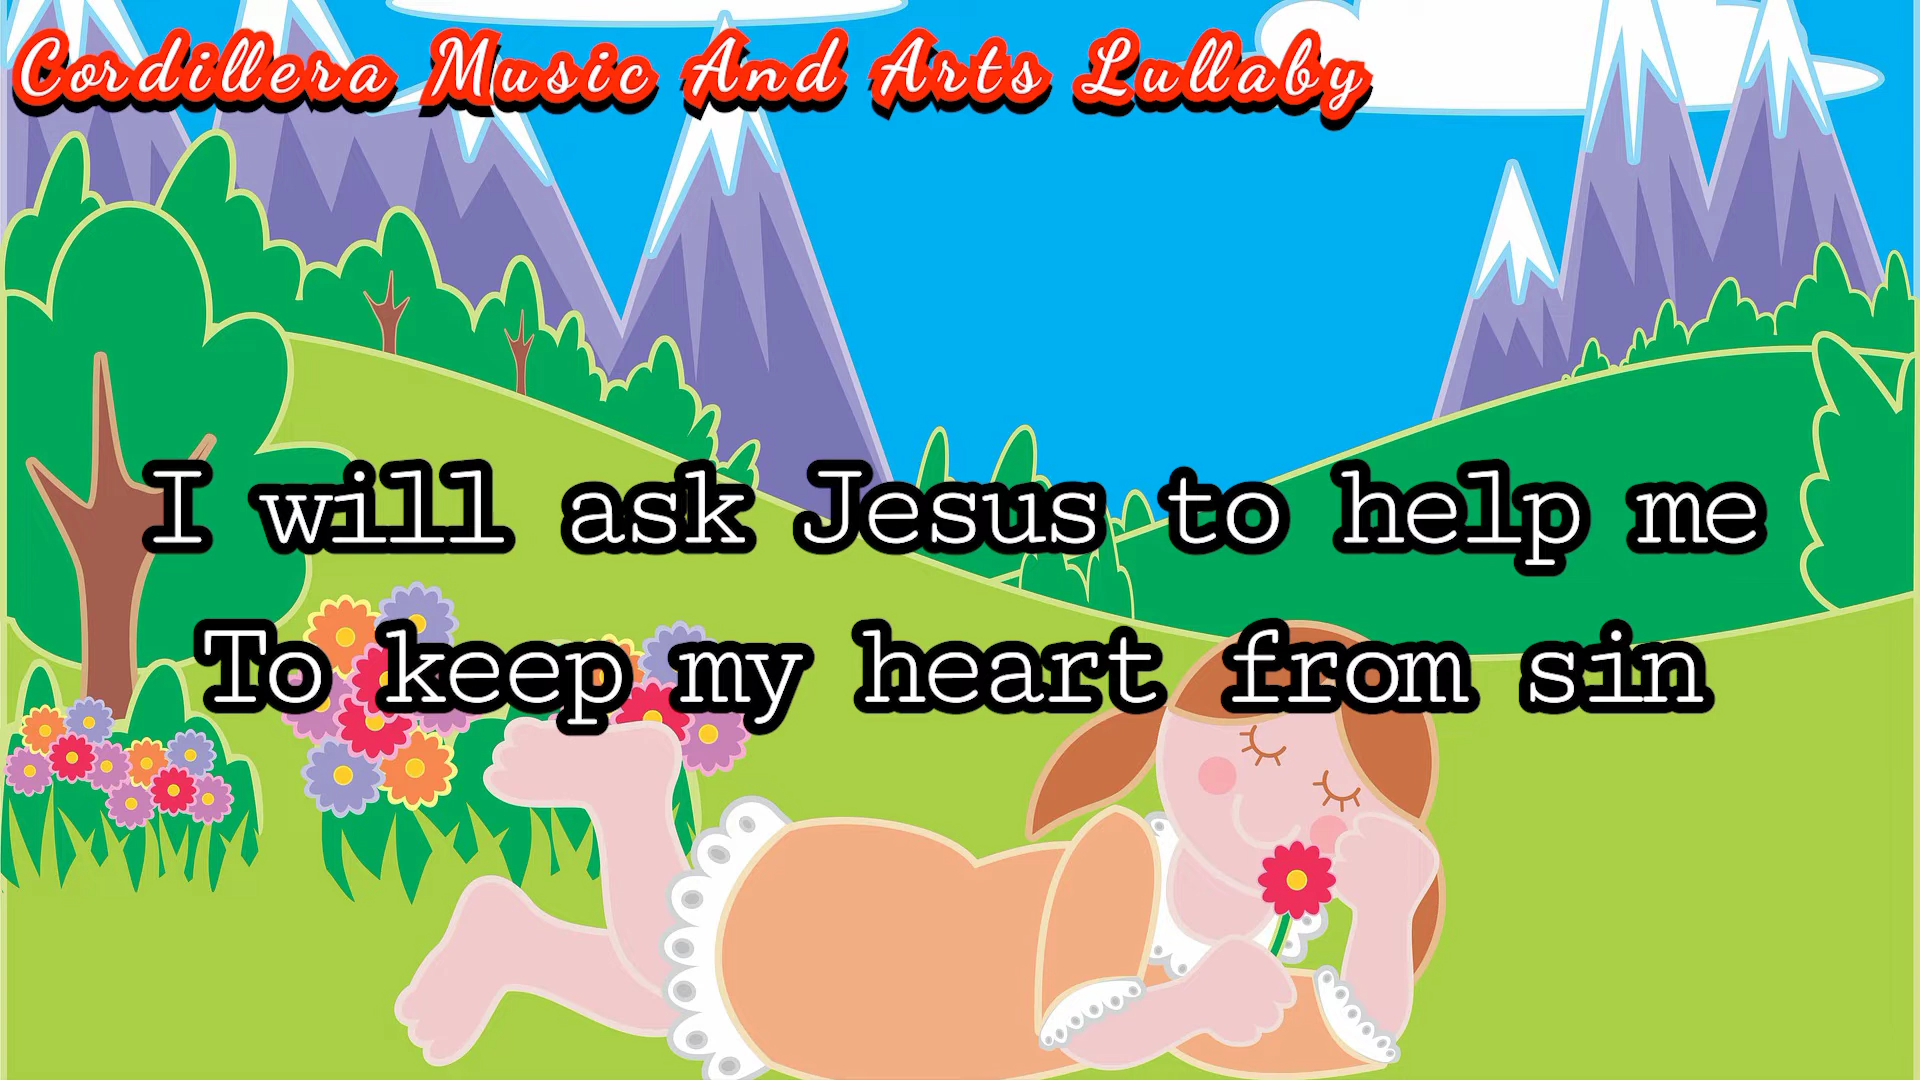 Cordillera Music And Arts Lullaby
I will ask Jesus to help me
To keep my heart from sin